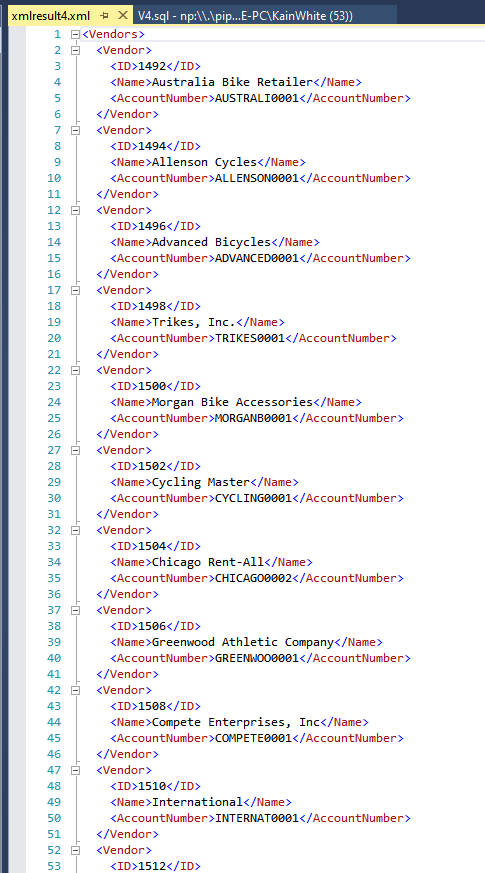 xmlresult4.xml V4.sql - np:\\.\pip...E-PC\KainWhite (53))
1 <Vendors>
2 <Vendor>
3 <ID>1492</ID>
4 <Name>Australia Bike Retailer</Name>
5 <AccountNumber>AUSTRALI0001</AccountNumber>
6 </Vendor>
7 <Vendor>
8 <ID>1494</ID>
9 <Name>Allenson Cycles</Name>
10 <AccountNumber>ALLENSON0001</AccountNumber>
11 </Vendor>
12 <Vendor>
13 <ID>1496</ID>
14 <Name>Advanced Bicycles</Name>
15 <AccountNumber>ADVANCED0001</AccountNumber>
16 </Vendor>
17 <Vendor>
18 <ID>1498</ID>
19 <Name>Trikes, Inc.</Name>
20 <AccountNumber>TRIKES0001</AccountNumber>
21 </Vendor>
22 <Vendor>
23 <ID>1500</ID>
24 <Name>Morgan Bike Accessories</Name>
25 <AccountNumber>MORGANB0001</AccountNumber>
26 </Vendor>
27 <Vendor>
28 <ID>1502</ID>
29 <Name>Cycling Master</Name>
30 <AccountNumber>CYCLING0001</AccountNumber>
31 </Vendor>
32 <Vendor>
33 <ID>1504</ID>
34 <Name>Chicago Rent-All</Name>
35 <AccountNumber>CHICAGO0002</AccountNumber>
36 </Vendor>
37 <Vendor>
38 <ID>1506</ID>
39 <Name>Greenwood Athletic Company</Name>
40 <AccountNumber>GREENWOO0001</AccountNumber>
41 </Vendor>
42 <Vendor>
43 <ID>1508</ID>
44 <Name>Compete Enterprises, Inc</Name>
45 <AccountNumber>COMPETE0001</AccountNumber>
46 </Vendor>
47 <Vendor>
48 <ID>1510</ID>
49 <Name>International</Name>
50 <AccountNumber>INTERNAT0001</AccountNumber>
51 </Vendor>
52 <Vendor>
53 <ID>1512</ID>